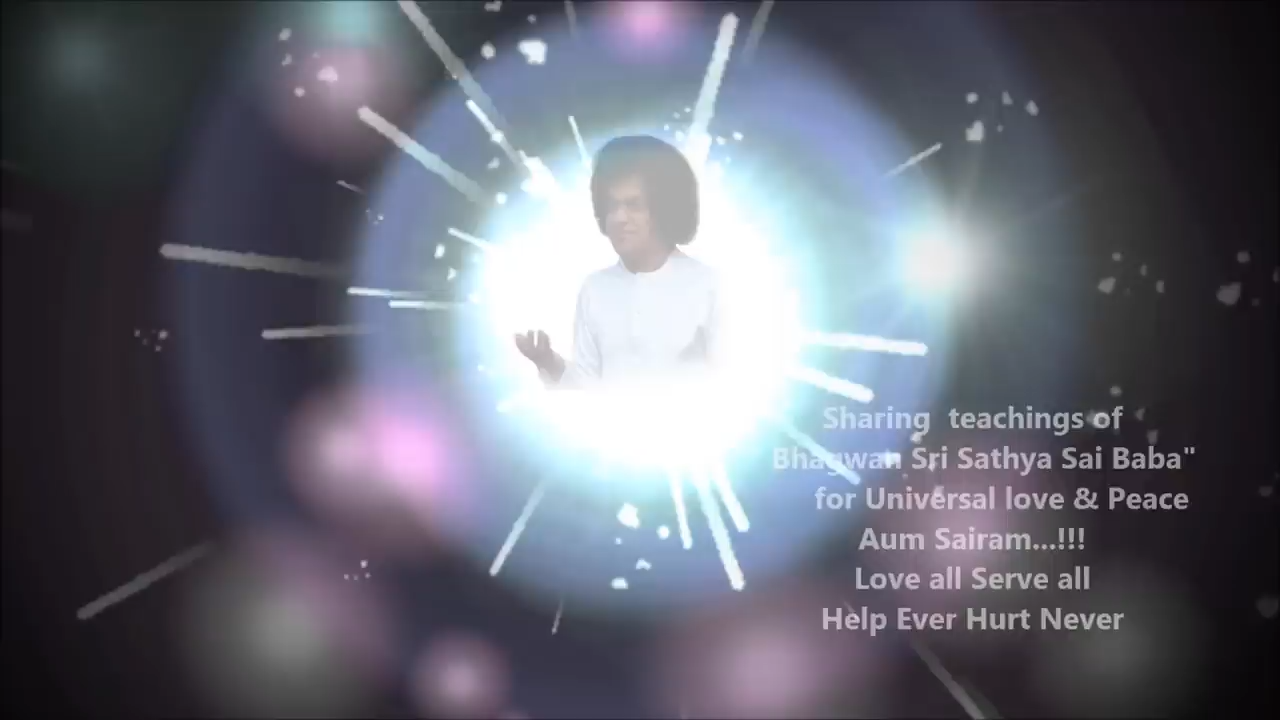 Sharing teachings of
Bhagwan Sri Sathya Sai Baba"
for Universal love & Peace
Aum Sairam...!!!
Love all Serve all
Help Ever Hurt Never